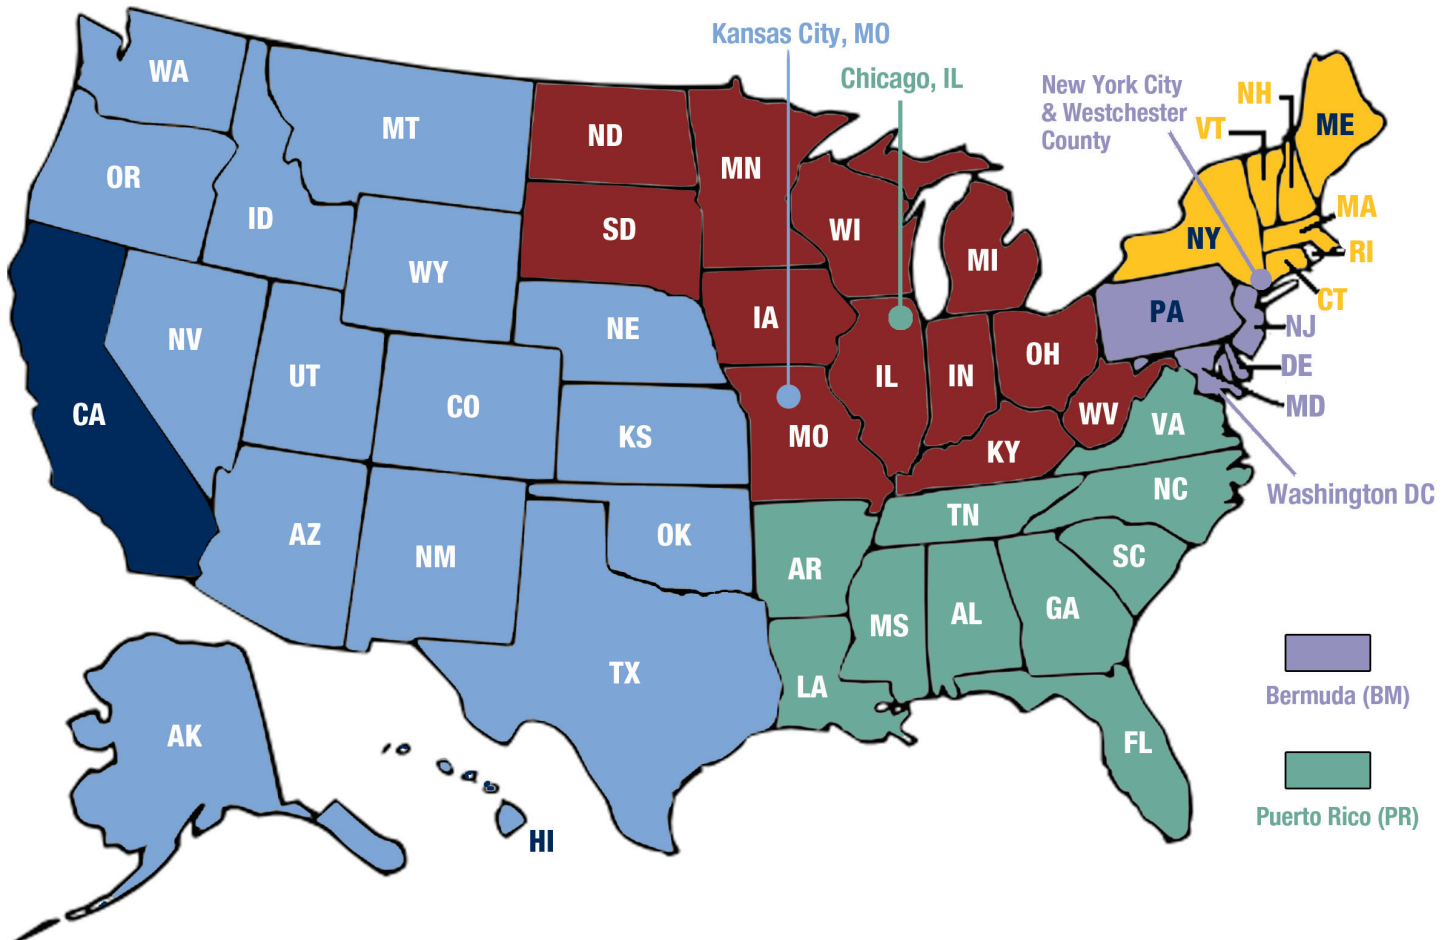 Kansas City, MO
Chicago, IL
New York City
& Westchester
County
NH
VT
ME
WA
MT
ND
MN
OR
ID
SD
WI
MI
MA
NY
RI
WY
CT
PA
NJ
NV
NE
IA
OH
DE
UT
CO
IL
IN
MD
CA
KS
MO
WV
VA
KY
NC
Washington DC
AZ
NM
OK
TN
AR
SC
MS
AL
GA
TX
LA
Bermuda (BM)
AK
FL
HI
Puerto Rico (PR)